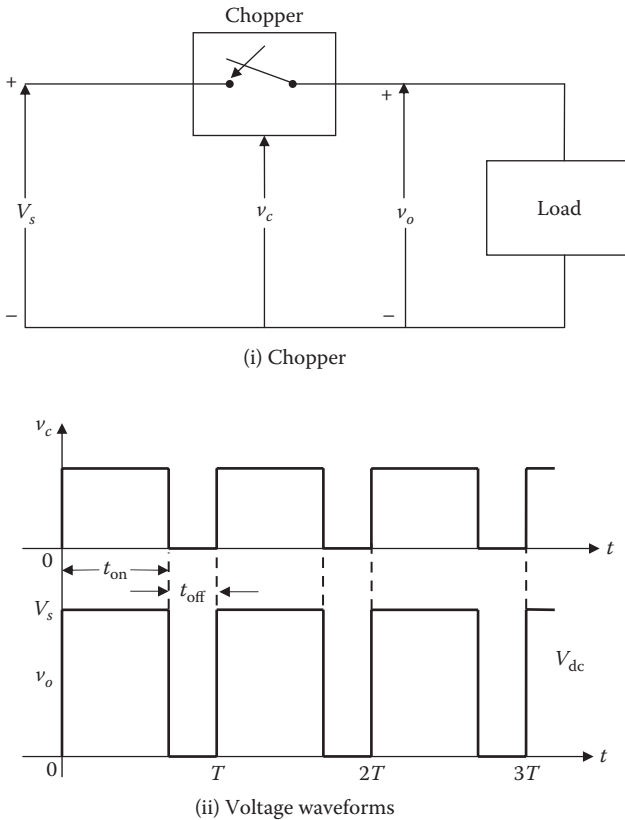 Chopper
+
+
V_s
v_c
v_o
Load
−
−
(i) Chopper
v_c
0
t
t_on
V_s
t_off
v_o
V_dc
0
T
2T
3T
t
(ii) Voltage waveforms